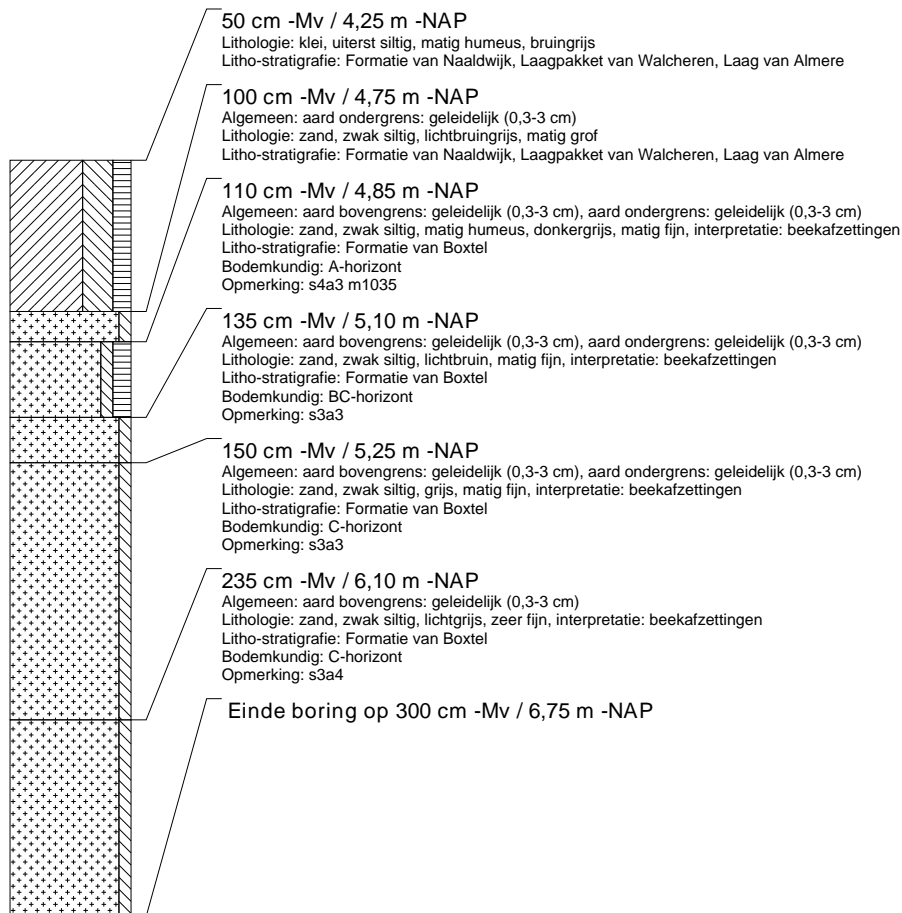 50 cm -Mv / 4,25 m -NAP
Lithologie: klei, uiterst siltig, matig humeus, bruingrijs
Litho-stratigrafie: Formatie van Naaldwijk, Laagpakket van Walcheren, Laag van Almere
100 cm -Mv / 4,75 m -NAP
Algemeen: aard ondergrens: geleidelijk (0,3-3 cm)
Lithologie: zand, zwak siltig, lichtbruingrijs, matig grof
Litho-stratigrafie: Formatie van Naaldwijk, Laagpakket van Walcheren, Laag van Almere
110 cm -Mv / 4,85 m -NAP
Algemeen: aard bovengrens: geleidelijk (0,3-3 cm), aard ondergrens: geleidelijk (0,3-3 cm)
Lithologie: zand, zwak siltig, matig humeus, donkergrijs, matig fijn, interpretatie: beekafzettingen
Litho-stratigrafie: Formatie van Boxtel
Bodemkundig: A-horizont
Opmerking: s4a3 m1035
135 cm -Mv / 5,10 m -NAP
Algemeen: aard bovengrens: geleidelijk (0,3-3 cm), aard ondergrens: geleidelijk (0,3-3 cm)
Lithologie: zand, zwak siltig, lichtbruin, matig fijn, interpretatie: beekafzettingen
Litho-stratigrafie: Formatie van Boxtel
Bodemkundig: BC-horizont
Opmerking: s3a3
150 cm -Mv / 5,25 m -NAP
Algemeen: aard bovengrens: geleidelijk (0,3-3 cm), aard ondergrens: geleidelijk (0,3-3 cm)
Lithologie: zand, zwak siltig, grijs, matig fijn, interpretatie: beekafzettingen
Litho-stratigrafie: Formatie van Boxtel
Bodemkundig: C-horizont
Opmerking: s3a3
235 cm -Mv / 6,10 m -NAP
Algemeen: aard bovengrens: geleidelijk (0,3-3 cm)
Lithologie: zand, zwak siltig, lichtgrijs, zeer fijn, interpretatie: beekafzettingen
Litho-stratigrafie: Formatie van Boxtel
Bodemkundig: C-horizont
Opmerking: s3a4
Einde boring op 300 cm -Mv / 6,75 m -NAP